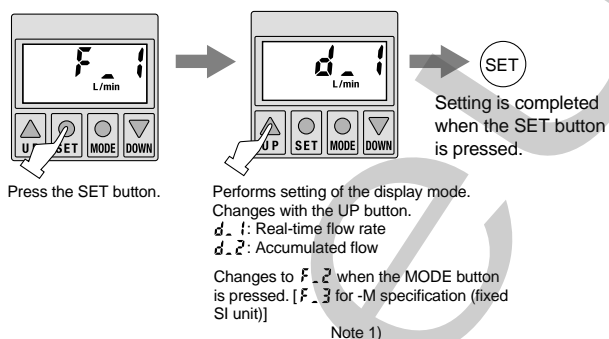 F_1
L/min
UP SET MODE DOWN
d_1
L/min
UP SET MODE DOWN
SET
Press the SET button.
Setting is completed
when the SET button
is pressed.
Performs setting of the display mode.
Changes with the UP button.
d_1: Real-time flow rate
d_2: Accumulated flow
Changes to F_2 when the MODE button
is pressed. [F_3 for -M specification (fixed
SI unit)]
Note 1)